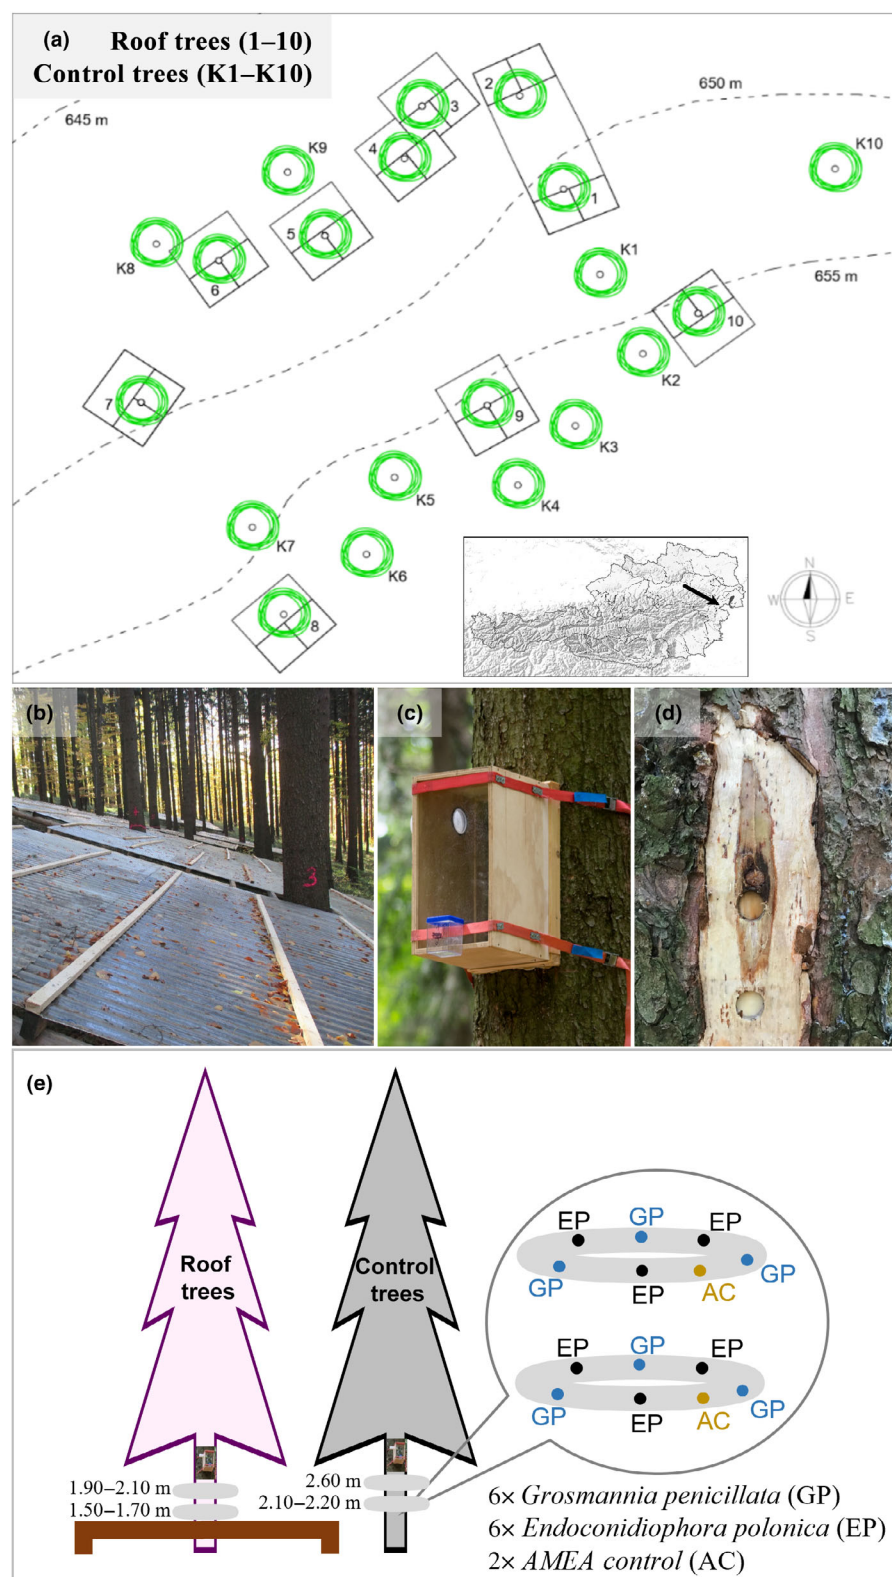 (a) Roof trees (1–10)
Control trees (K1–K10)
645 m
650 m
655 m
2
3
4
K9
K10
1
5
K8
6
K1
10
K2
7
9
K3
K5
K4
K7
K6
8
N
W E
S
(b)
(c)
(d)
3
(e)
Roof
trees
Control
trees
EP GP EP
GP EP AC GP
EP GP EP
GP EP AC GP
1.90–2.10 m
1.50–1.70 m
2.60 m
2.10–2.20 m
6× Grosmannia penicillata (GP)
6× Endoconidiophora polonica (EP)
2× AMEA control (AC)